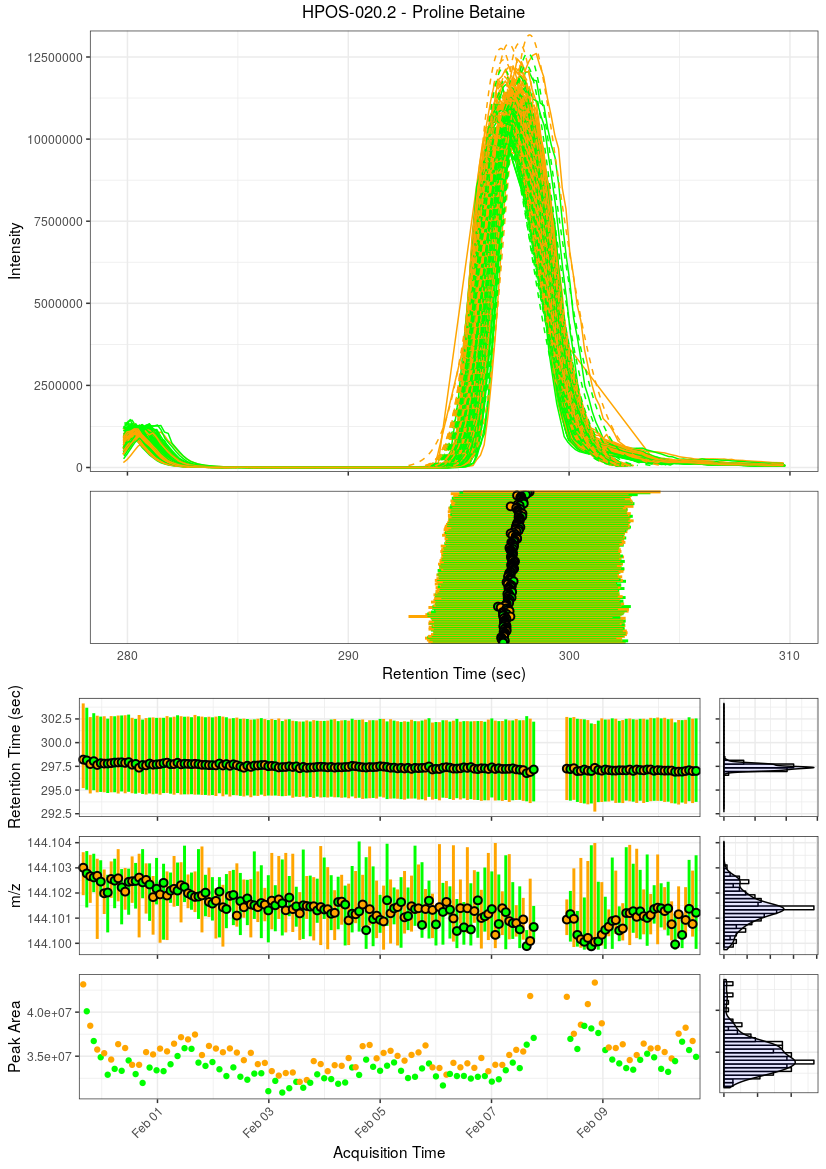 HPOS-020.2 - Proline Betaine
12500000
10000000
7500000
5000000
2500000
0
Intensity
280
290
300
310
Retention Time (sec)
302.5
300.0
297.5
295.0
292.5
Retention Time (sec)
144.104
144.103
144.102
144.101
144.100
m/z
4.0e+07
3.5e+07
Peak Area
Feb 01
Feb 03
Feb 05
Feb 07
Feb 09
Acquisition Time